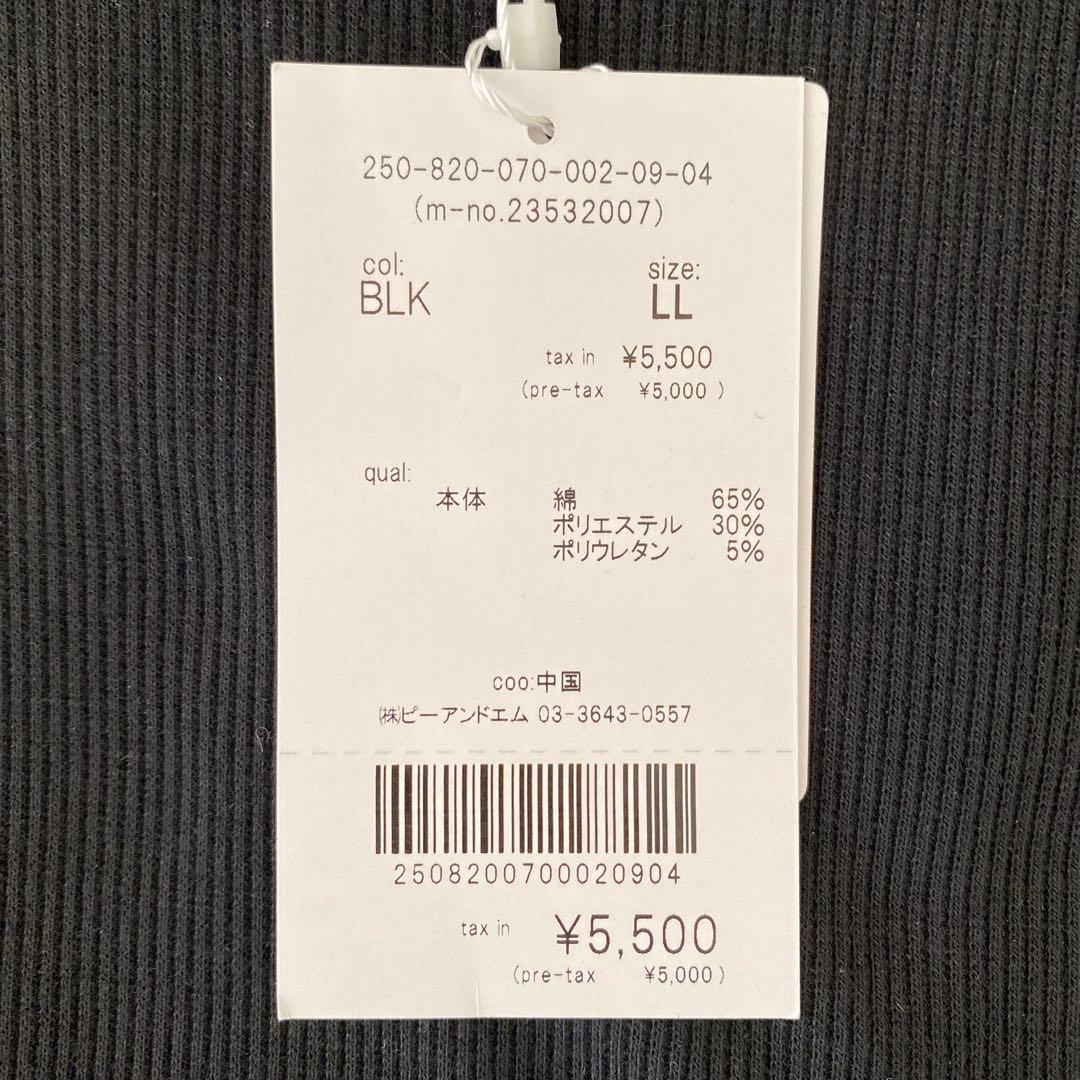 250-820-070-002-09-04
(m-no.23532007)
col: size:
BLK LL
tax in ¥5,500
(pre-tax ¥5,000 )
qual:
本体 綿 65%
ポリエステル 30%
ポリウレタン 5%
coo:中国
㈱ピーアンドエム 03-3643-0557
2508200700020904
tax in ¥5,500
(pre-tax ¥5,000 )